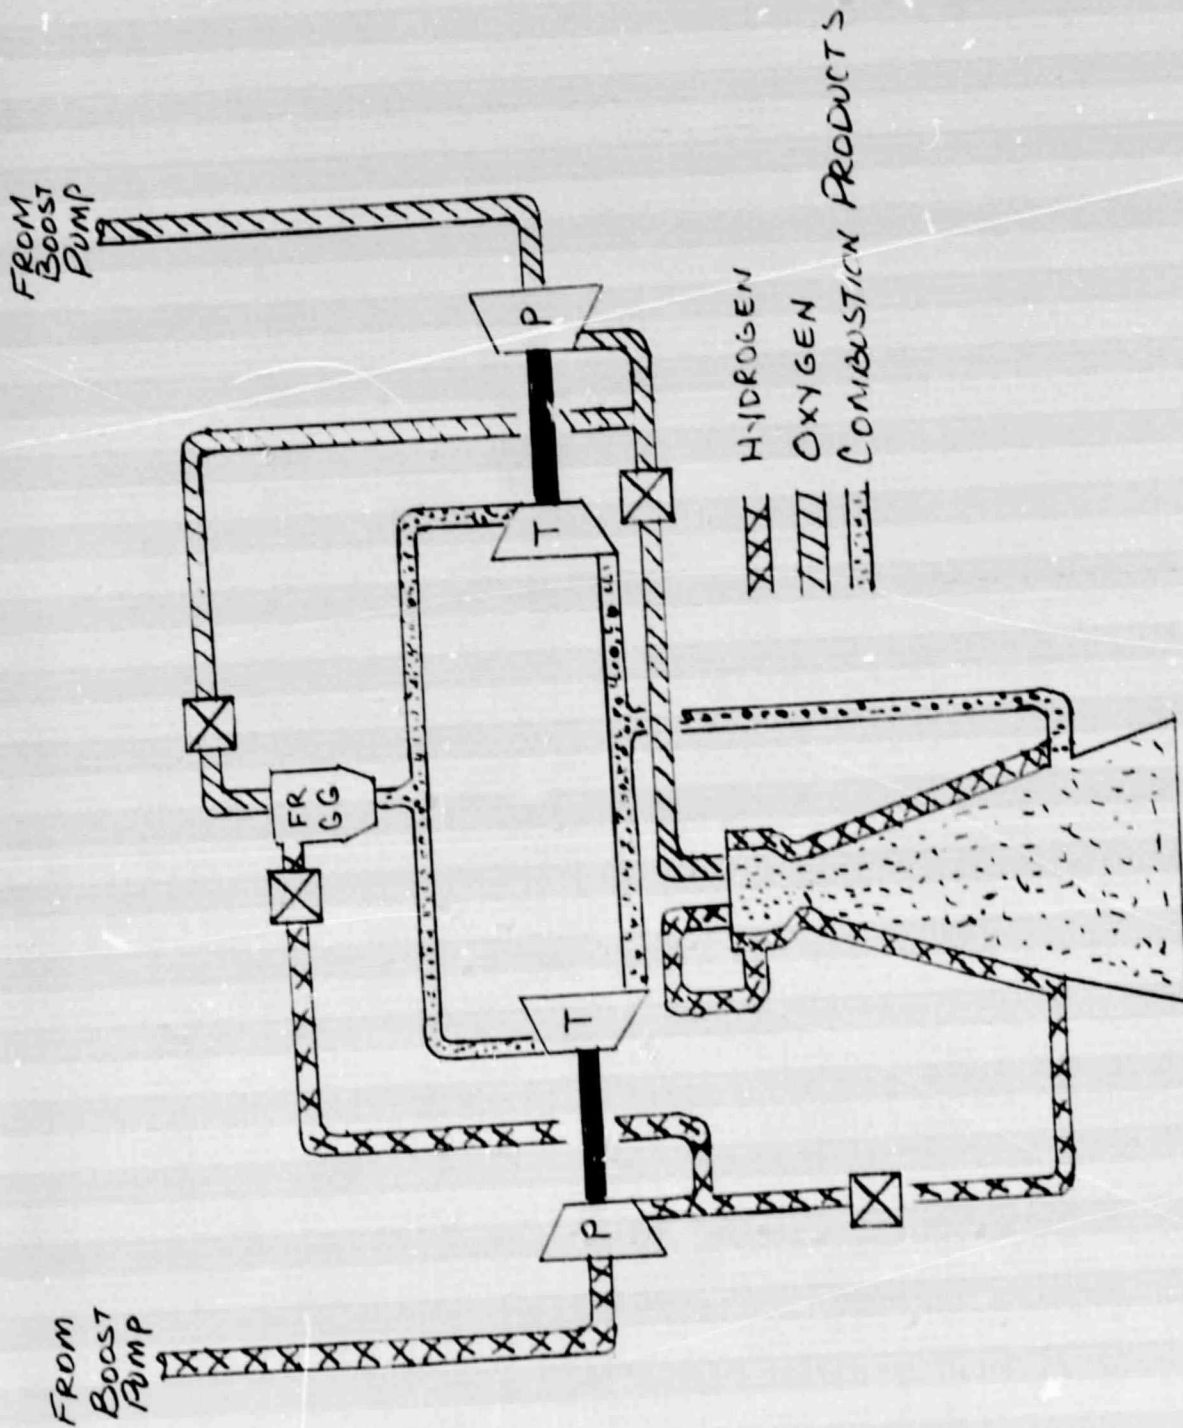 FROM
BOOST
PUMP
FROM
BOOST
PUMP
FR
GG
P
T
T
P
HYDROGEN
OXYGEN
COMBUSTION PRODUCTS